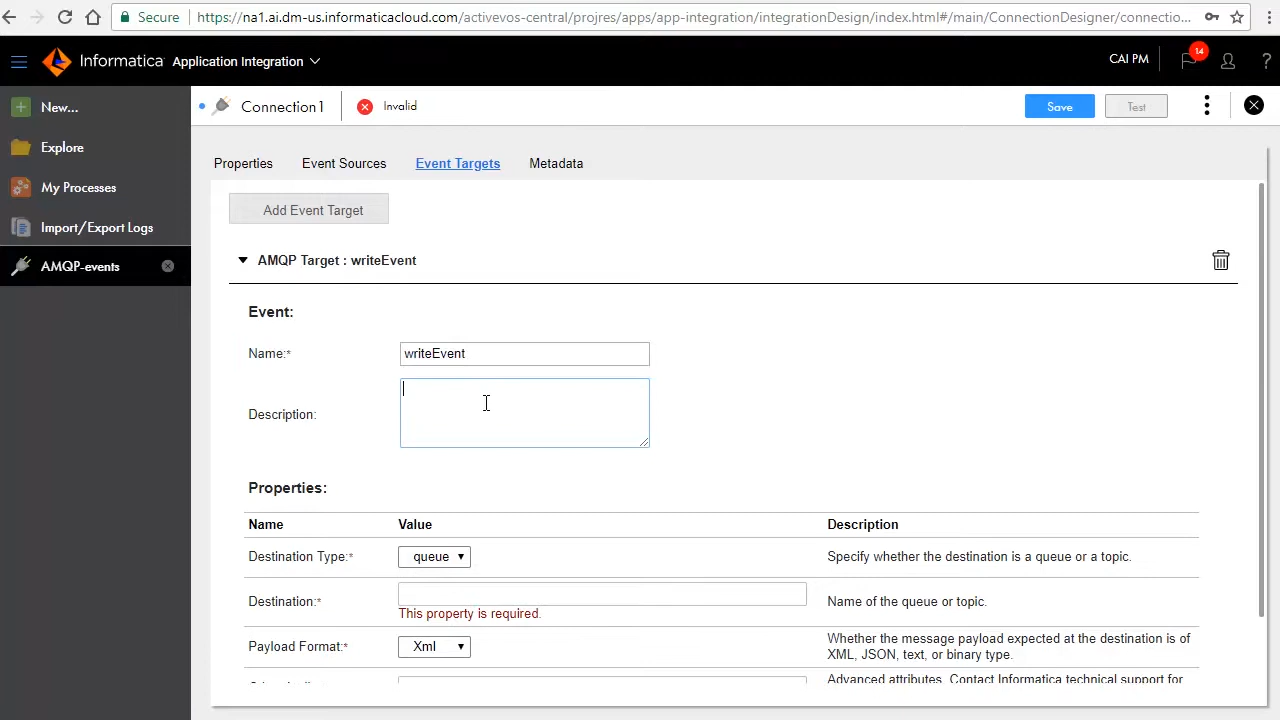 Secure https://na1.ai.dm-us.informaticacloud.com/activevos-central/projres/apps/app-integration/integrationDesign/index.html#/main/ConnectionDesigner/connectio...
Informatica Application Integration
CAI PM
14
?
New...
Explore
My Processes
Import/Export Logs
AMQP-events
Connection1
Invalid
Save
Test
Properties
Event Sources
Event Targets
Metadata
Add Event Target
AMQP Target : writeEvent
Event:
Name:*
writeEvent
Description:
Properties:
Name
Value
Description
Destination Type:*
queue
Specify whether the destination is a queue or a topic.
Destination:*
This property is required.
Name of the queue or topic.
Payload Format:*
Xml
Whether the message payload expected at the destination is of
XML, JSON, text, or binary type.
Advanced attributes. Contact Informatica technical support for